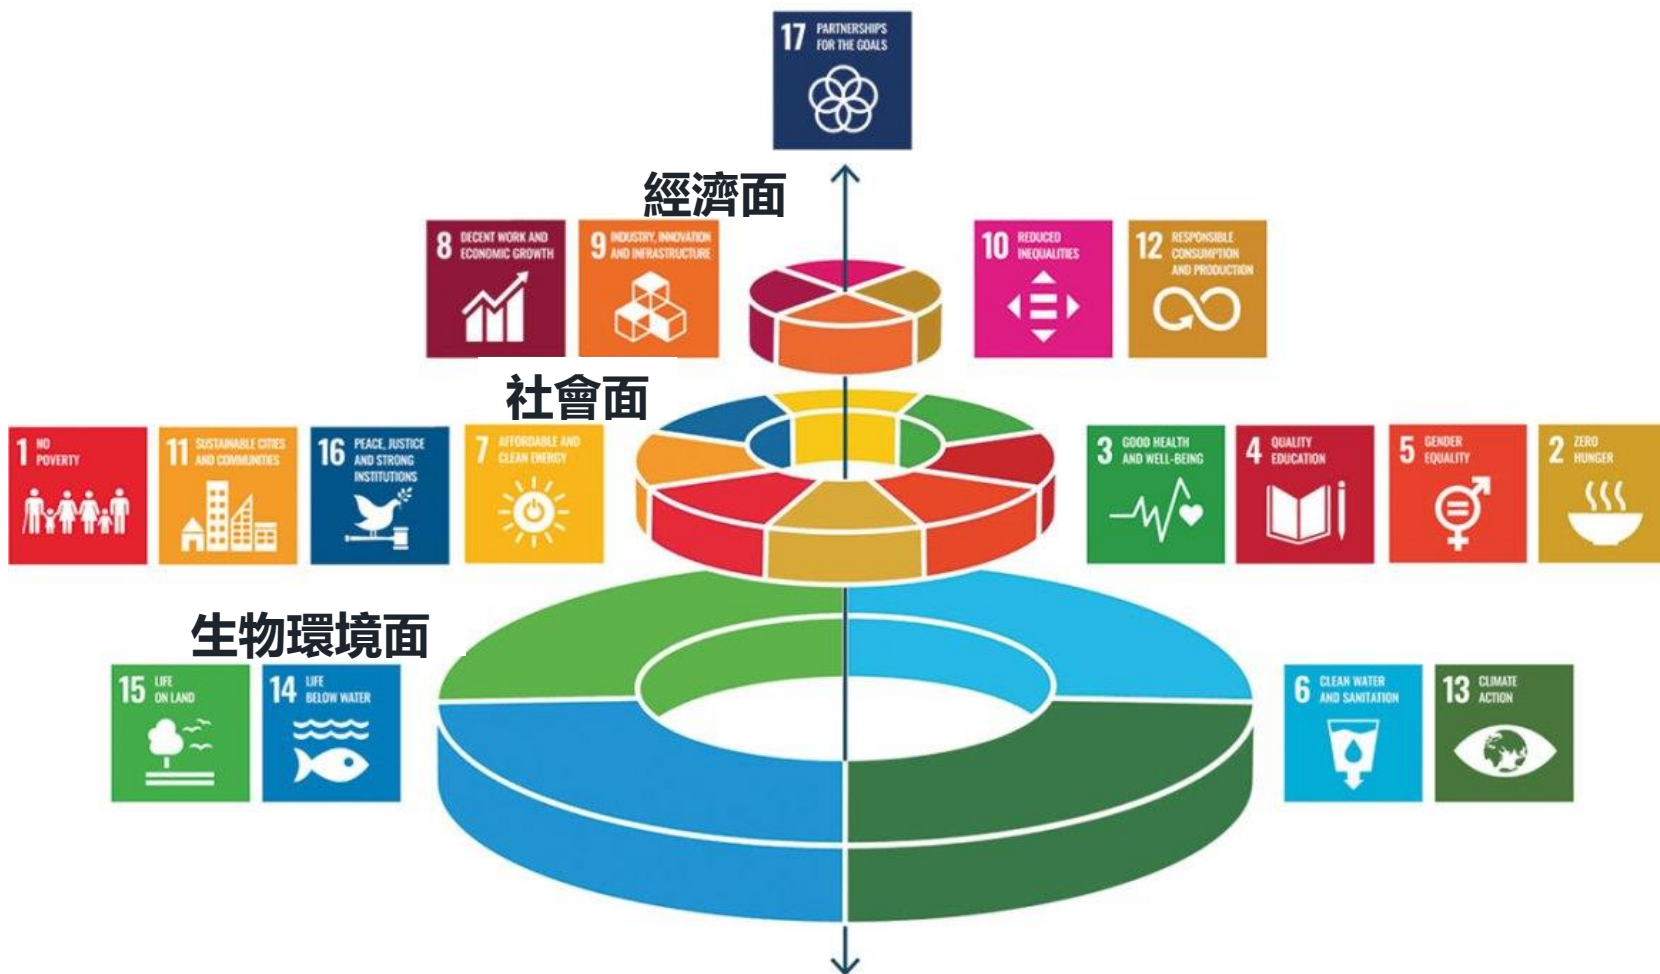 17 PARTNERSHIPS
FOR THE GOALS
經濟面
8 DECENT WORK AND
ECONOMIC GROWTH
9 INDUSTRY, INNOVATION
AND INFRASTRUCTURE
10 REDUCED
INEQUALITIES
12 RESPONSIBLE
CONSUMPTION
AND PRODUCTION
社會面
1 NO
POVERTY
11 SUSTAINABLE CITIES
AND COMMUNITIES
16 PEACE, JUSTICE
AND STRONG
INSTITUTIONS
7 AFFORDABLE AND
CLEAN ENERGY
3 GOOD HEALTH
AND WELL-BEING
4 QUALITY
EDUCATION
5 GENDER
EQUALITY
2 ZERO
HUNGER
生物環境面
15 LIFE
ON LAND
14 LIFE
BELOW WATER
6 CLEAN WATER
AND SANITATION
13 CLIMATE
ACTION